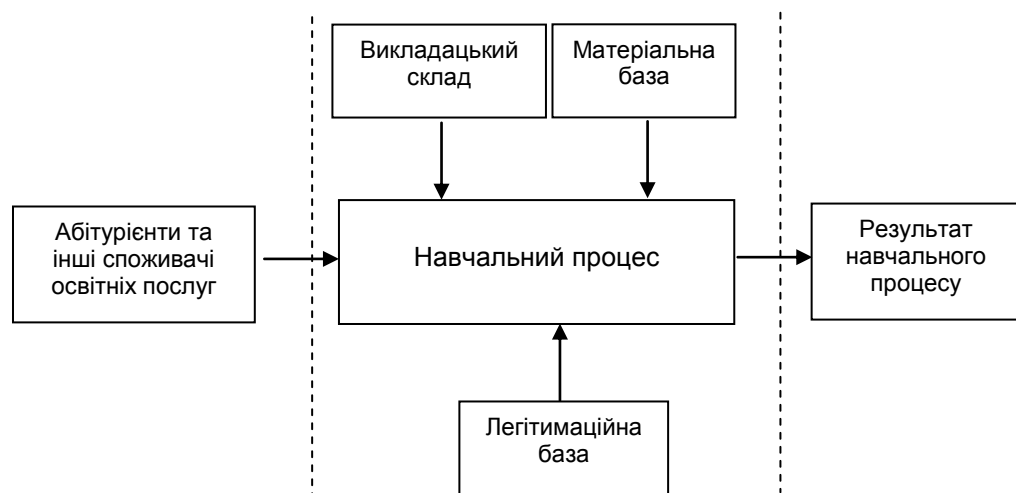 Викладацький
склад
Матеріальна
база
Абітурієнти та
інші споживачі
освітніх послуг
Навчальний процес
Результат
навчального
процесу
Легітимаційна
база